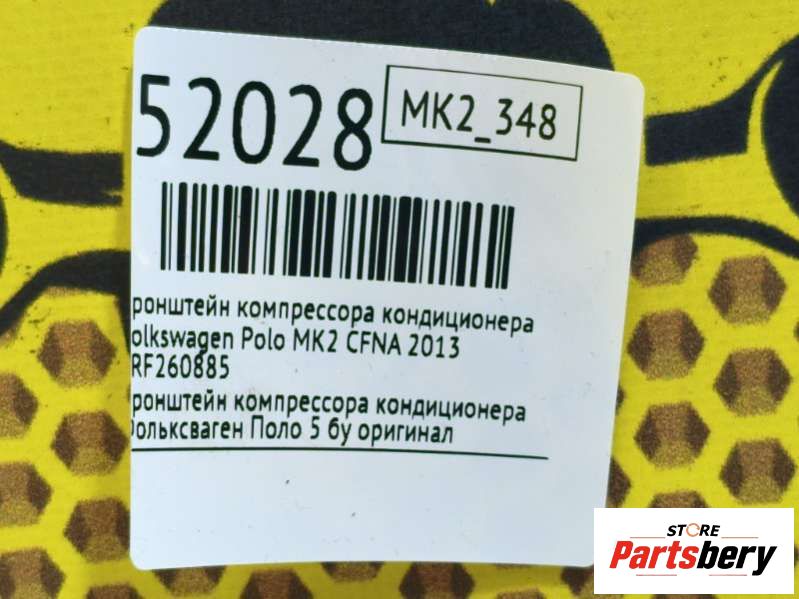 52028
MK2_348
ронштейн компрессора кондиционера
olkswagen Polo MK2 CFNA 2013
RF260885
ронштейн компрессора кондиционера
Фольксваген Поло 5 бу оригинал
STORE
Partsbery